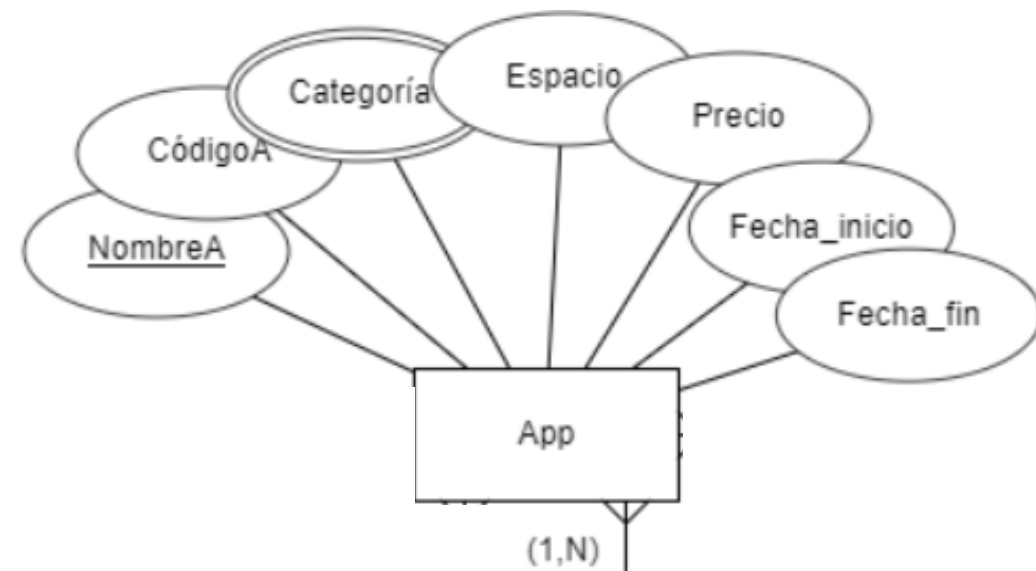 Categoría
Espacio
Precio
CódigoA
NombreA
Fecha_inicio
Fecha_fin
App
(1,N)